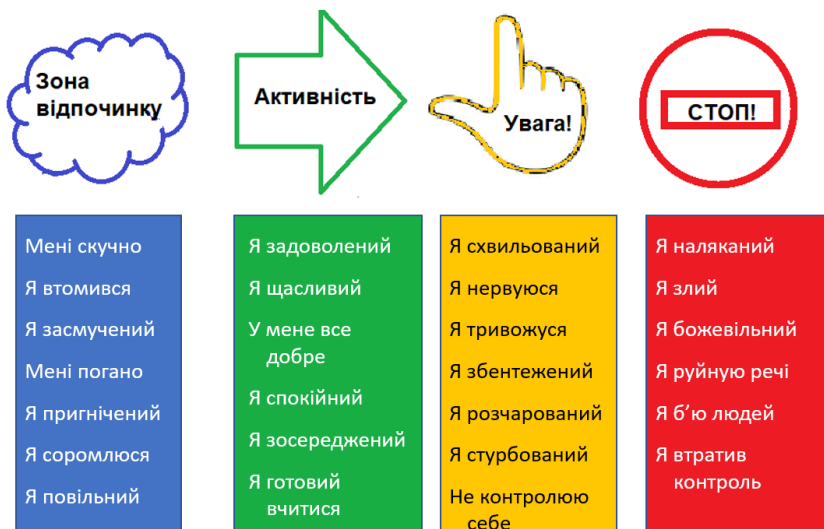 Зона
відпочинку
Активність
Увага!
СТОП!
Мені скучно
Я втомився
Я засмучений
Мені погано
Я пригнічений
Я соромлюся
Я повільний
Я задоволений
Я щасливий
У мене все
добре
Я спокійний
Я зосереджений
Я готовий
вчитися
Я схвильований
Я нервуюся
Я тривожуся
Я збентежений
Я розчарований
Я стурбований
Не контролюю
себе
Я наляканий
Я злий
Я божевільний
Я руйную речі
Я б’ю людей
Я втратив
контроль